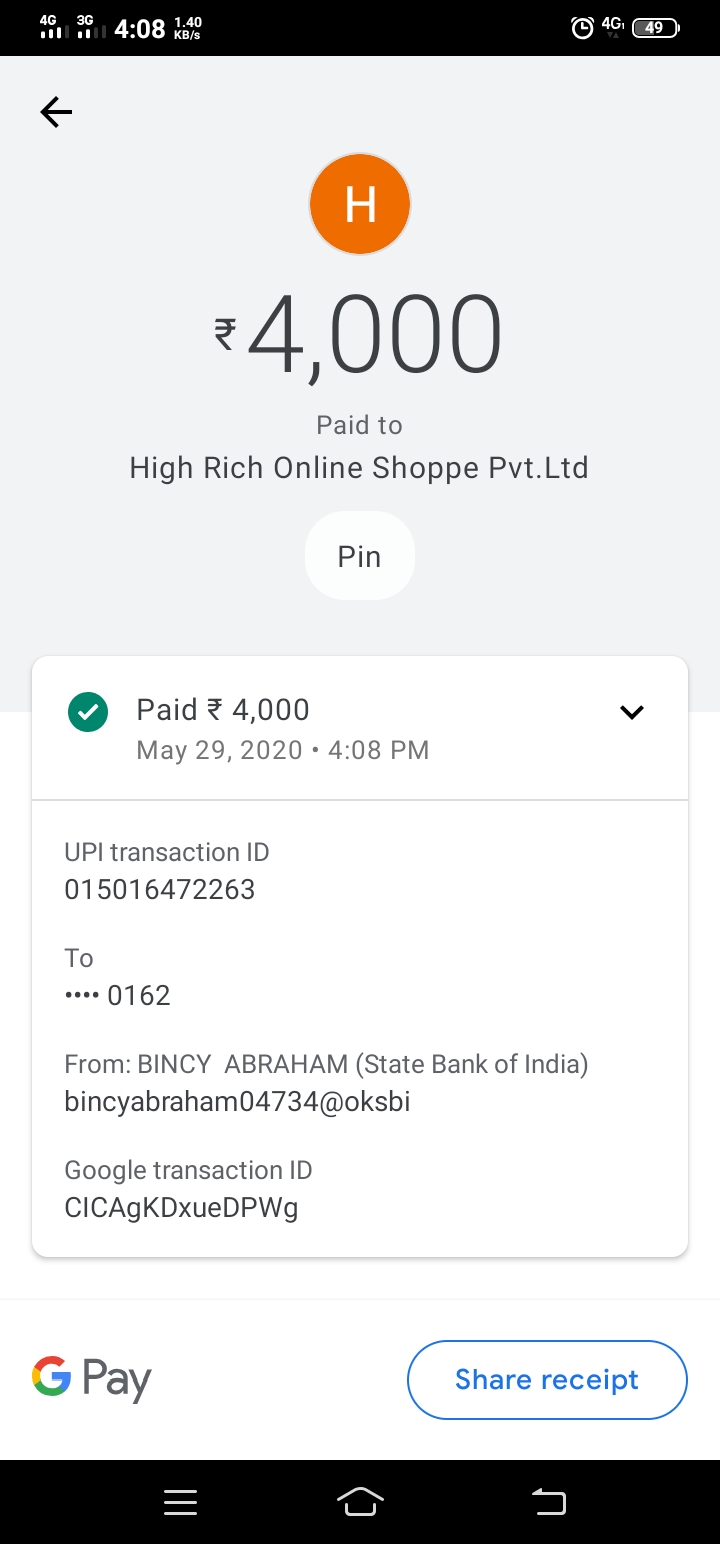 4G 3G 4:08 1.40 KB/s 4G 49
H
₹4,000
Paid to
High Rich Online Shoppe Pvt.Ltd
Pin
Paid ₹ 4,000
May 29, 2020 • 4:08 PM
UPI transaction ID
015016472263
To
•••• 0162
From: BINCY  ABRAHAM (State Bank of India)
bincyabraham04734@oksbi
Google transaction ID
CICAgKDxueDPWg
G Pay
Share receipt